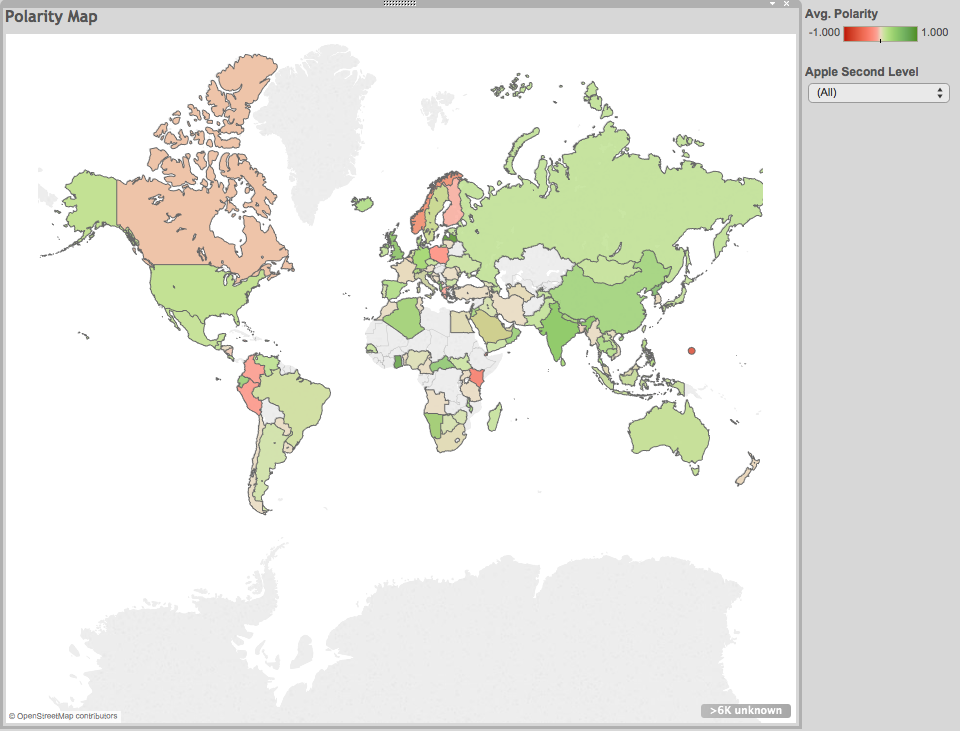 Polarity Map
Avg. Polarity
-1.000
1.000
Apple Second Level
(All)
>6K unknown
© OpenStreetMap contributors